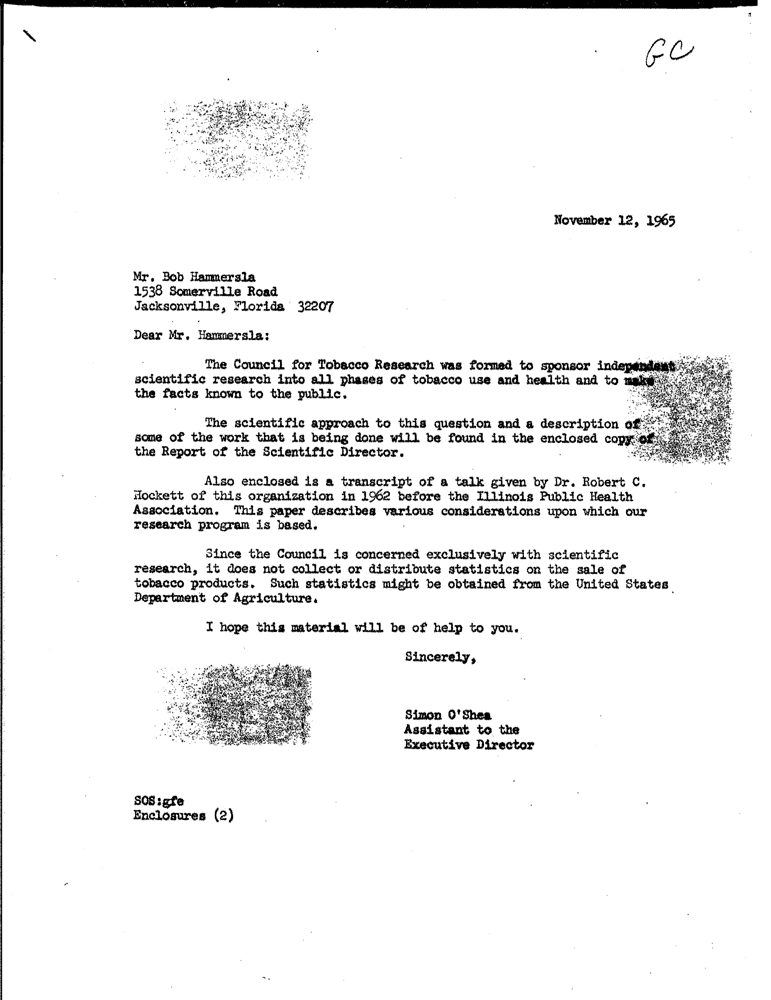 GC
November 12, 1965
Mr. Bob Hammersla
1538 Somerville Road
Jacksonville, Florida 32207
Dear Mr. Hammersla:
The Council for Tobacco Research was formed to sponsor independent
scientific research into all phases of tobacco use and health and to make
the facts known to the public.
The scientific approach to this question and a description of
some of the work that is being done will be found in the enclosed copy of
the Report of the Scientific Director.
Also enclosed is a transcript of a talk given by Dr. Robert C.
Hockett of this organization in 1962 before the Illinois Public Health
Association. This paper describes various considerations upon which our
research program is based.
Since the Council is concerned exclusively with scientific
research, it does not collect or distribute statistics on the sale of
tobacco products. Such statistics might be obtained from the United States
Department of Agriculture.
I hope this material will be of help to you.
Sincerely,
Simon O'Shea
Assistant to the
Executive Director
SOS:gfe
Enclosures (2)